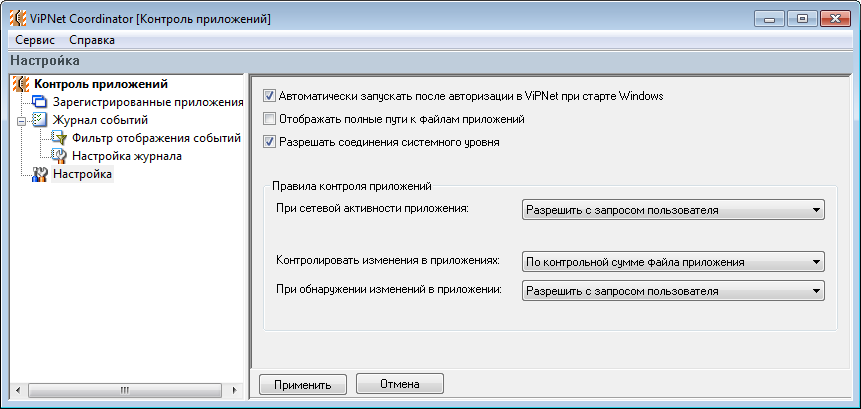 ViPNet Coordinator [Контроль приложений]
Сервис Справка
Настройка
Контроль приложений
Зарегистрированные приложения
Журнал событий
Фильтр отображения событий
Настройка журнала
Настройка
Автоматически запускать после авторизации в ViPNet при старте Windows
Отображать полные пути к файлам приложений
Разрешать соединения системного уровня
Правила контроля приложений
При сетевой активности приложения: Разрешить с запросом пользователя
Контролировать изменения в приложениях: По контрольной сумме файла приложения
При обнаружении изменений в приложении: Разрешить с запросом пользователя
Применить Отмена